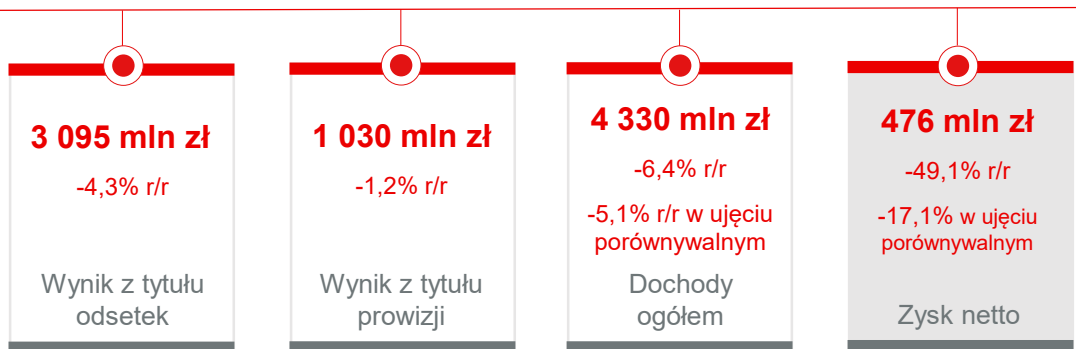 3 095 mln zł
-4,3% r/r
Wynik z tytułu
odsetek
1 030 mln zł
-1,2% r/r
Wynik z tytułu
prowizji
4 330 mln zł
-6,4% r/r
-5,1% r/r w ujęciu
porównywalnym
Dochody
ogółem
476 mln zł
-49,1% r/r
-17,1% w ujęciu
porównywalnym
Zysk netto